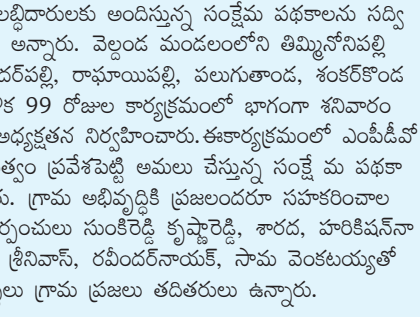 లబ్ధిదారులకు అందిస్తున్న సంక్షేమ పథకాలను సద్వి
అన్నారు. వెల్దండ మండలంలోని తిమ్మినోనిపల్లి
దర్‌పల్లి, రాఘాయిపల్లి, పలుగుతాండ, శంకర్‌కొండ
క 99 రోజుల కార్యక్రమంలో భాగంగా శనివారం
అధ్యక్షతన నిర్వహించారు.ఈకార్యక్రమంలో ఎంపీడీవో
త్వం ప్రవేశపెట్టి అమలు చేస్తున్న సంక్షే మ పథకా
రు. గ్రామ అభివృద్ధికి ప్రజలందరూ సహకరించాల
ర్పంచులు సుంకిరెడ్డి కృష్ణారెడ్డి, శారద, హరికిషన్‌నా
శ్రీనివాస్, రవీందర్‌నాయక్, సామ వెంకటయ్యతో
లు గ్రామ ప్రజలు తదితరులు ఉన్నారు.